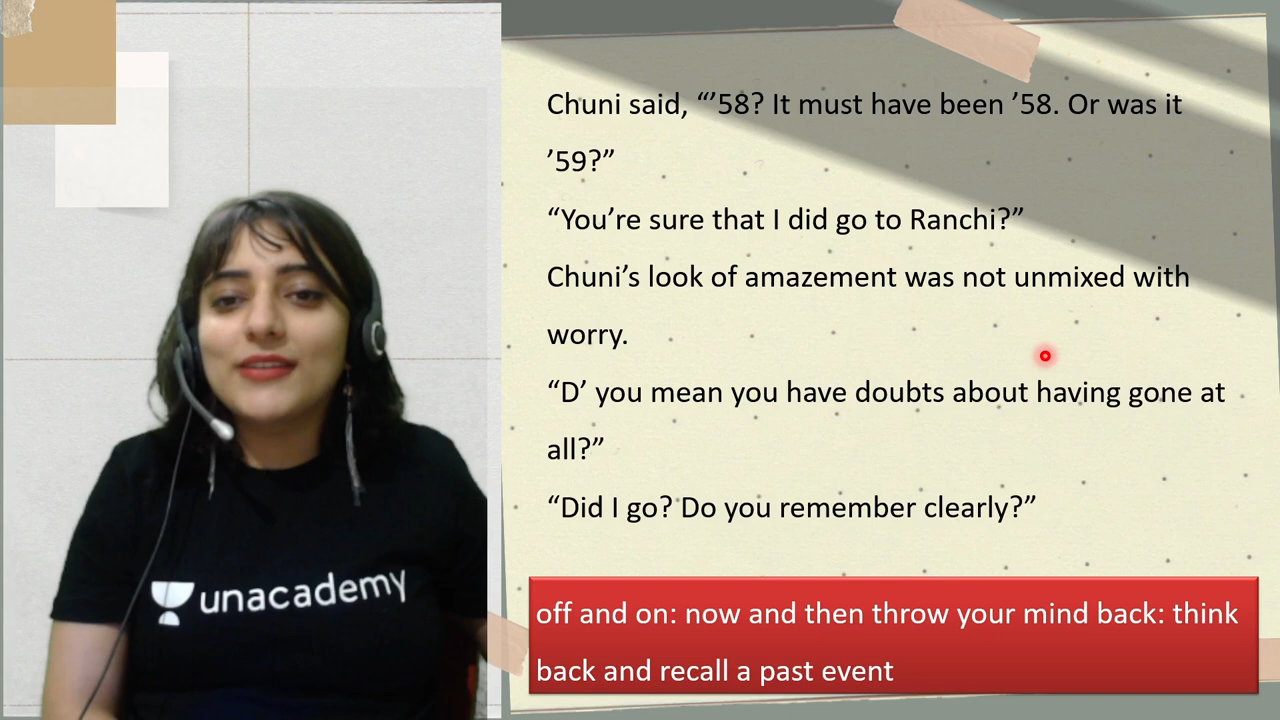 Chuni said, “’58? It must have been ’58. Or was it
’59?”
“You’re sure that I did go to Ranchi?”
Chuni’s look of amazement was not unmixed with
worry.
“D’ you mean you have doubts about having gone at
all?”
“Did I go? Do you remember clearly?”
off and on: now and then throw your mind back: think
back and recall a past event
unacademy